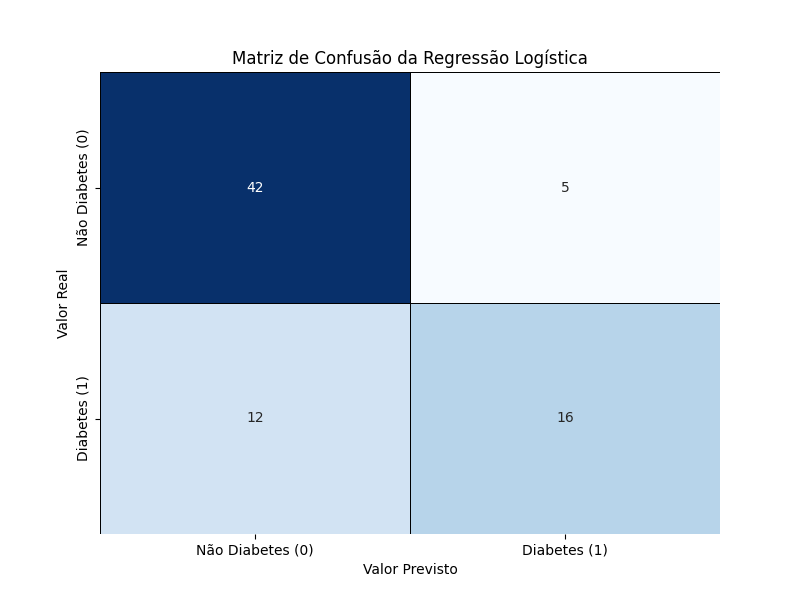 Matriz de Confusão da Regressão Logística
Não Diabetes (0)
42
5
Valor Real
Diabetes (1)
12
16
Não Diabetes (0)
Diabetes (1)
Valor Previsto